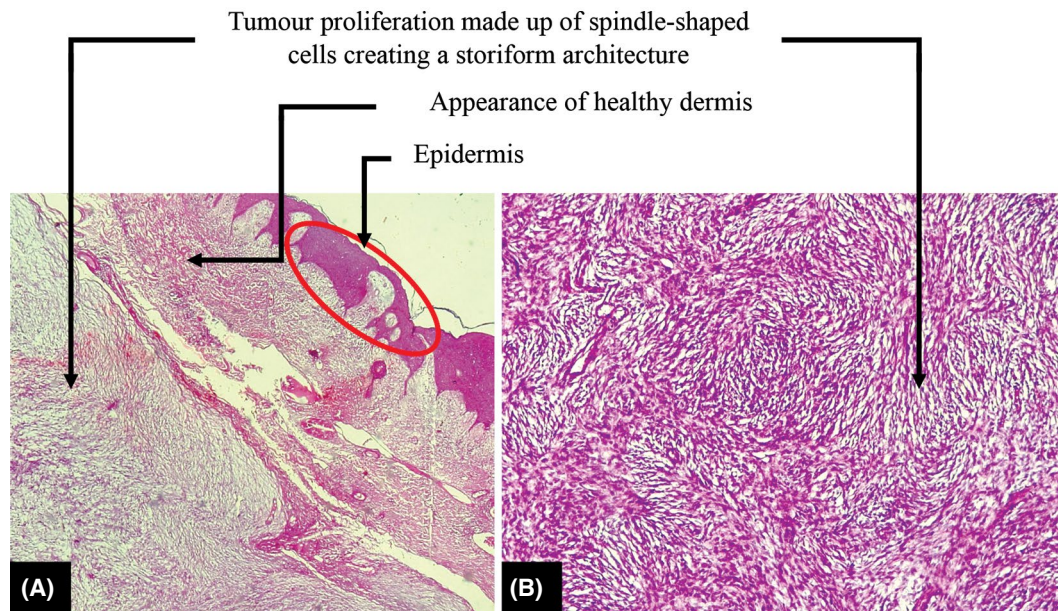 Tumour proliferation made up of spindle-shaped
cells creating a storiform architecture
Appearance of healthy dermis
Epidermis
(A)
(B)